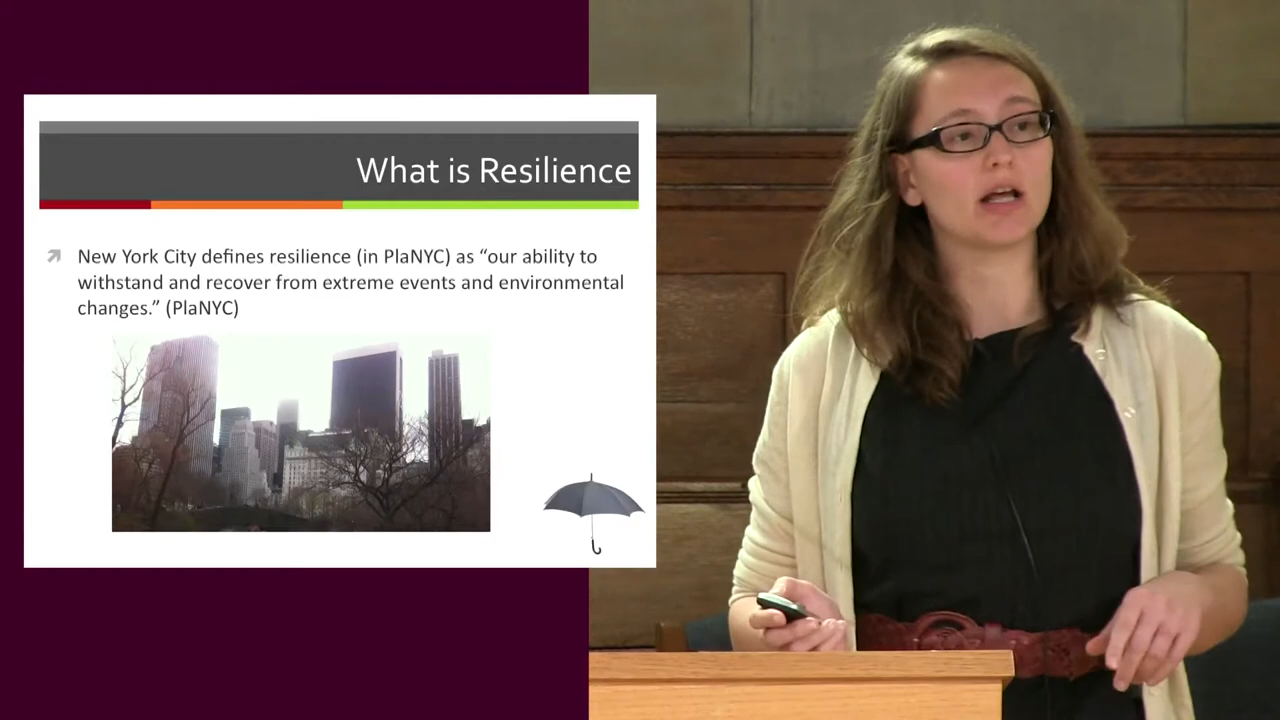 What is Resilience
New York City defines resilience (in PlaNYC) as “our ability to
withstand and recover from extreme events and environmental
changes.” (PlaNYC)